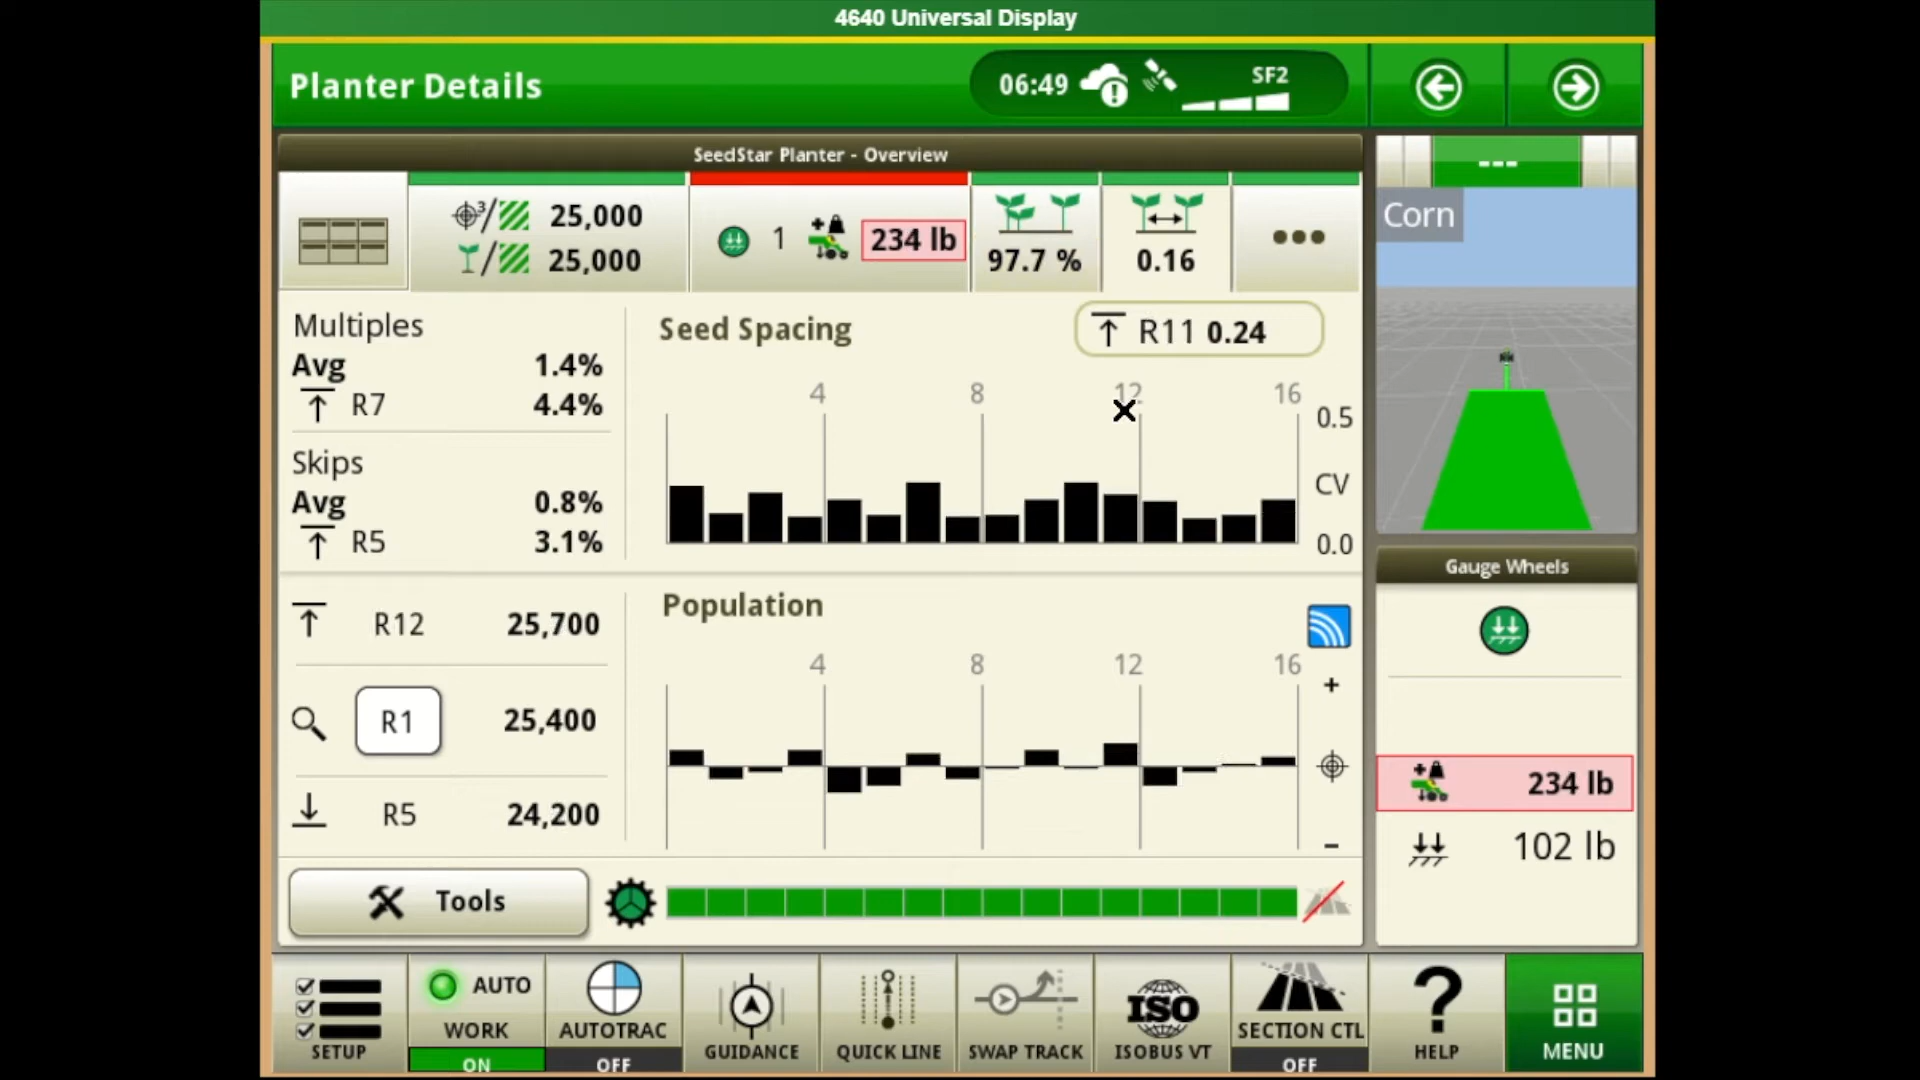 4640 Universal Display
Planter Details
06:49
SF2
SeedStar Planter - Overview
3/ 25,000
/ 25,000
1
234 lb
97.7 %
0.16
•••
---
Corn
Multiples
Avg 1.4%
R7 4.4%
Skips
Avg 0.8%
R5 3.1%
Seed Spacing
R11 0.24
4 8 12 16
0.5
CV
0.0
R12 25,700
R1 25,400
R5 24,200
Population
4 8 12 16
+
-
Gauge Wheels
234 lb
102 lb
Tools
SETUP
AUTO
WORK
ON
AUTOTRAC
OFF
GUIDANCE
QUICK LINE
SWAP TRACK
ISO
ISOBUS VT
SECTION CTL
OFF
?
HELP
MENU